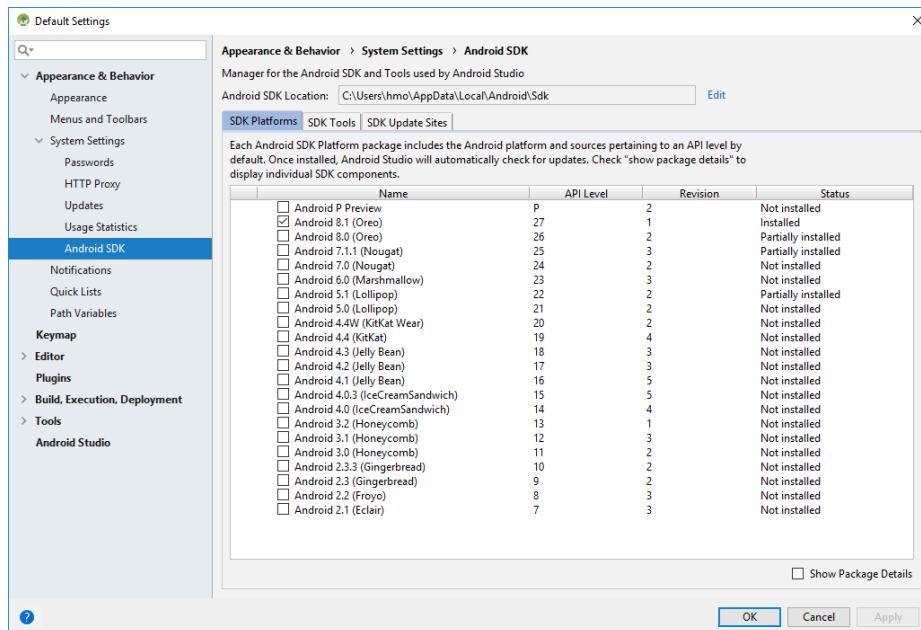 Default Settings
Appearance & Behavior
Appearance
Menus and Toolbars
System Settings
Passwords
HTTP Proxy
Updates
Usage Statistics
Android SDK
Notifications
Quick Lists
Path Variables
Keymap
Editor
Plugins
Build, Execution, Deployment
Tools
Android Studio
Appearance & Behavior > System Settings > Android SDK
Manager for the Android SDK and Tools used by Android Studio
Android SDK Location: C:\Users\hmo\AppData\Local\Android\Sdk Edit
SDK Platforms SDK Tools SDK Update Sites
Each Android SDK Platform package includes the Android platform and sources pertaining to an API level by
default. Once installed, Android Studio will automatically check for updates. Check "show package details" to
display individual SDK components.
Name API Level Revision Status
Android P Preview P 2 Not installed
Android 8.1 (Oreo) 27 1 Installed
Android 8.0 (Oreo) 26 2 Partially installed
Android 7.1.1 (Nougat) 25 3 Partially installed
Android 7.0 (Nougat) 24 2 Not installed
Android 6.0 (Marshmallow) 23 3 Not installed
Android 5.1 (Lollipop) 22 2 Partially installed
Android 5.0 (Lollipop) 21 2 Not installed
Android 4.4W (KitKat Wear) 20 2 Not installed
Android 4.4 (KitKat) 19 4 Not installed
Android 4.3 (Jelly Bean) 18 3 Not installed
Android 4.2 (Jelly Bean) 17 3 Not installed
Android 4.1 (Jelly Bean) 16 5 Not installed
Android 4.0.3 (IceCreamSandwich) 15 5 Not installed
Android 4.0 (IceCreamSandwich) 14 4 Not installed
Android 3.2 (Honeycomb) 13 1 Not installed
Android 3.1 (Honeycomb) 12 3 Not installed
Android 3.0 (Honeycomb) 11 2 Not installed
Android 2.3.3 (Gingerbread) 10 2 Not installed
Android 2.3 (Gingerbread) 9 2 Not installed
Android 2.2 (Froyo) 8 3 Not installed
Android 2.1 (Eclair) 7 3 Not installed
Show Package Details
? OK Cancel Apply